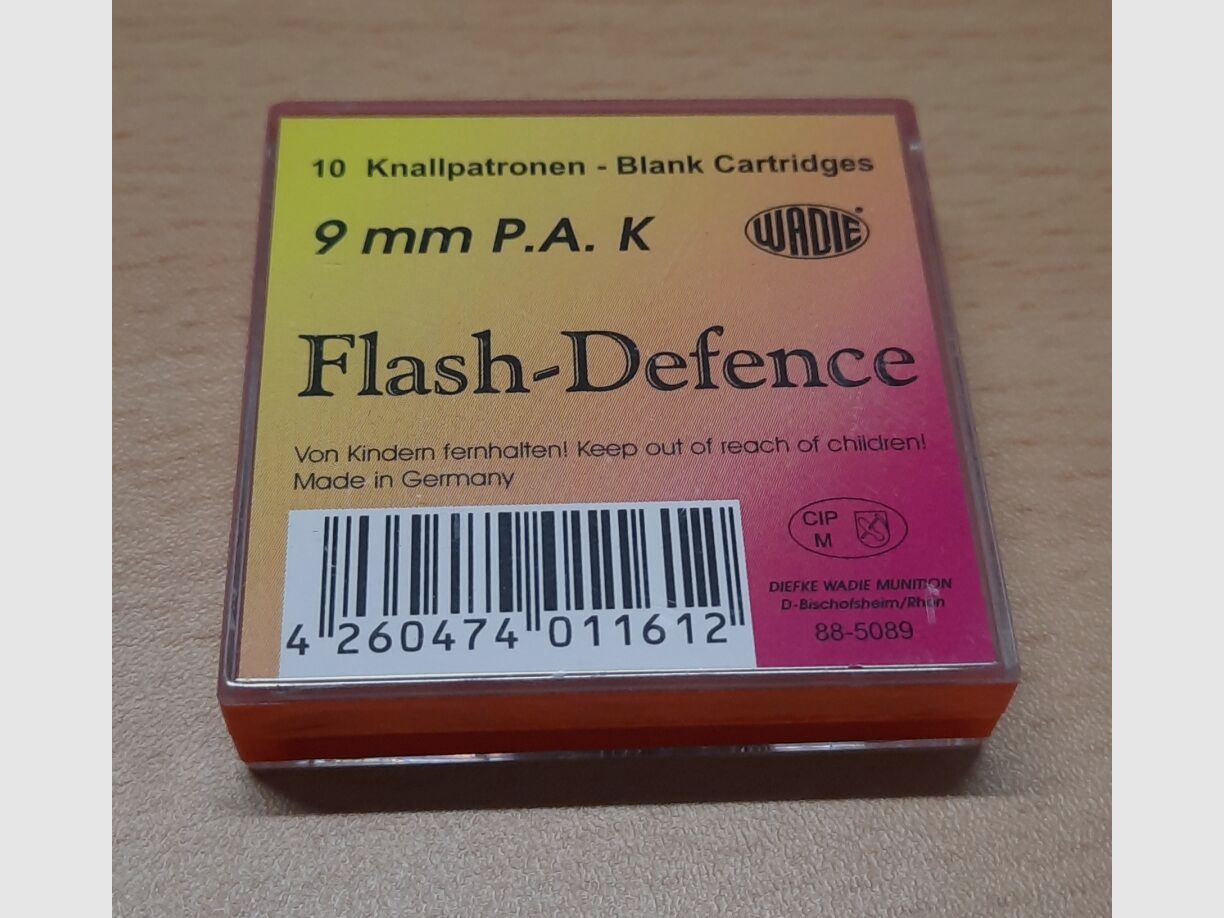 10 Knallpatronen - Blank Cartridges
9 mm P.A. K
WADIE
Flash-Defence
Von Kindern fernhalten! Keep out of reach of children!
Made in Germany
CIP
M
4 260474 011612
DIEFKE WADIE MUNITION
D-Bischofsheim/Rhön
88-5089